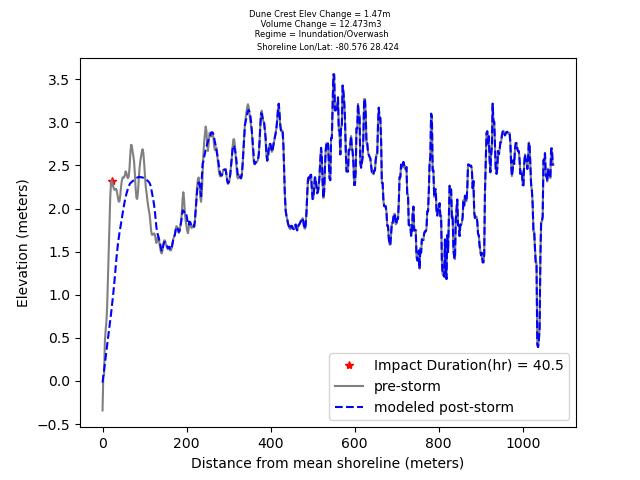 Dune Crest Elev Change = 1.47m
Volume Change = 12.473m3
Regime = Inundation/Overwash
Shoreline Lon/Lat: -80.576 28.424
3.5
3.0
2.5
2.0
1.5
1.0
0.5
0.0
−0.5
Elevation (meters)
Impact Duration(hr) = 40.5
pre-storm
modeled post-storm
0 200 400 600 800 1000
Distance from mean shoreline (meters)